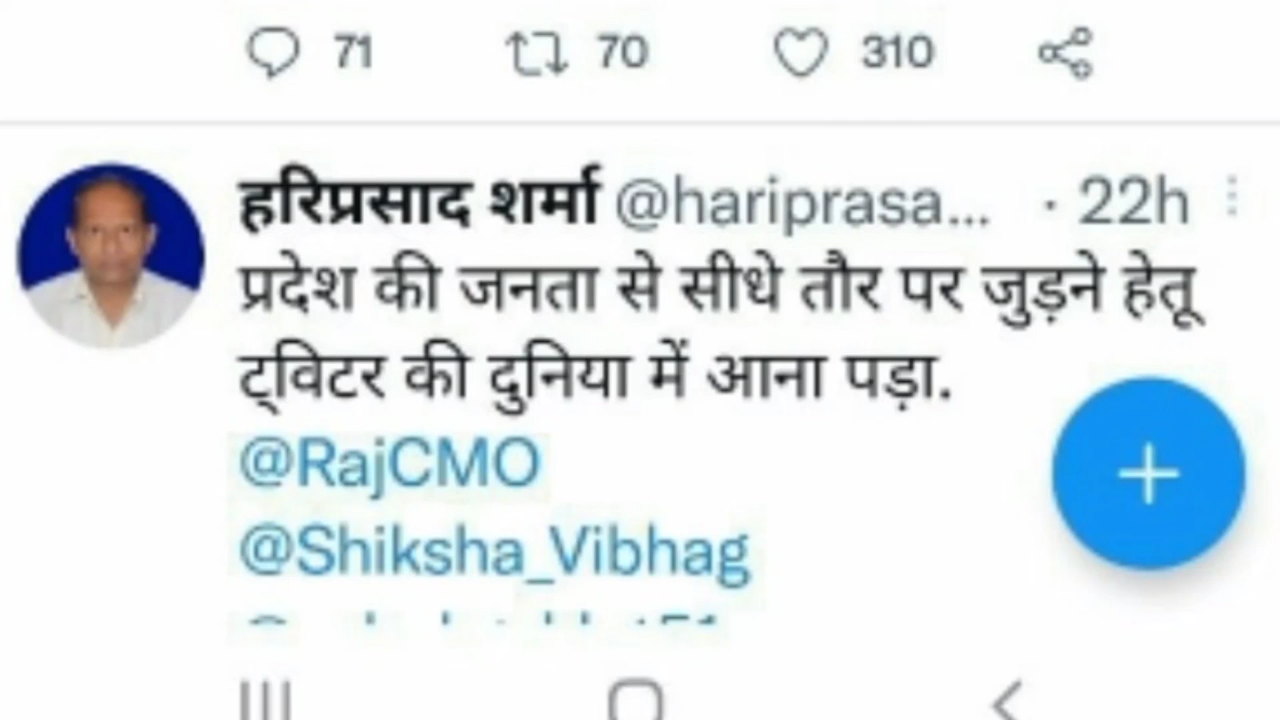 71 70 310
हरिप्रसाद शर्मा @hariprasa... · 22h
प्रदेश की जनता से सीधे तौर पर जुड़ने हेतू
ट्विटर की दुनिया में आना पड़ा.
@RajCMO
@Shiksha_Vibhag